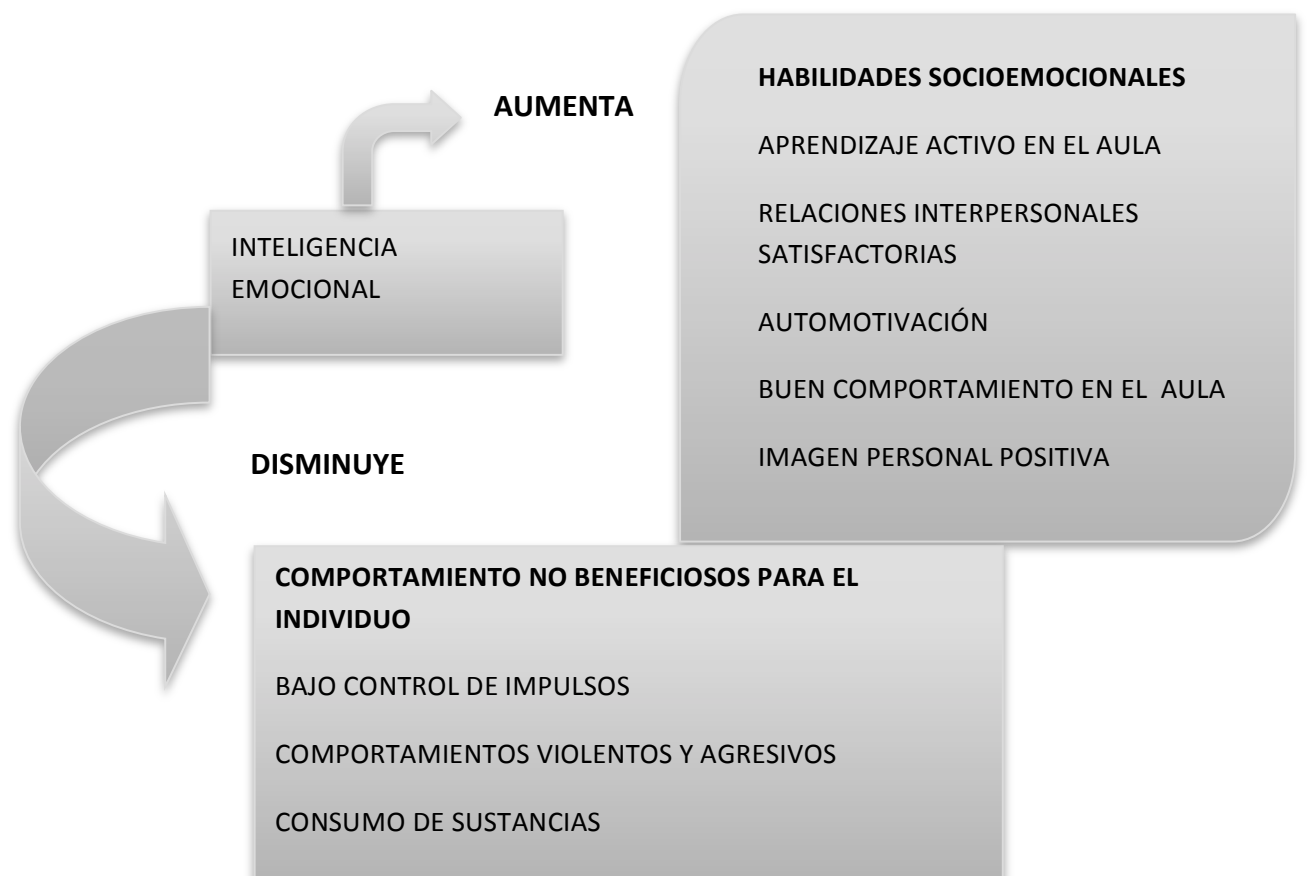 AUMENTA
HABILIDADES SOCIOEMOCIONALES
APRENDIZAJE ACTIVO EN EL AULA
RELACIONES INTERPERSONALES
SATISFACTORIAS
AUTOMOTIVACIÓN
BUEN COMPORTAMIENTO EN EL AULA
IMAGEN PERSONAL POSITIVA
INTELIGENCIA
EMOCIONAL
DISMINUYE
COMPORTAMIENTO NO BENEFICIOSOS PARA EL
INDIVIDUO
BAJO CONTROL DE IMPULSOS
COMPORTAMIENTOS VIOLENTOS Y AGRESIVOS
CONSUMO DE SUSTANCIAS